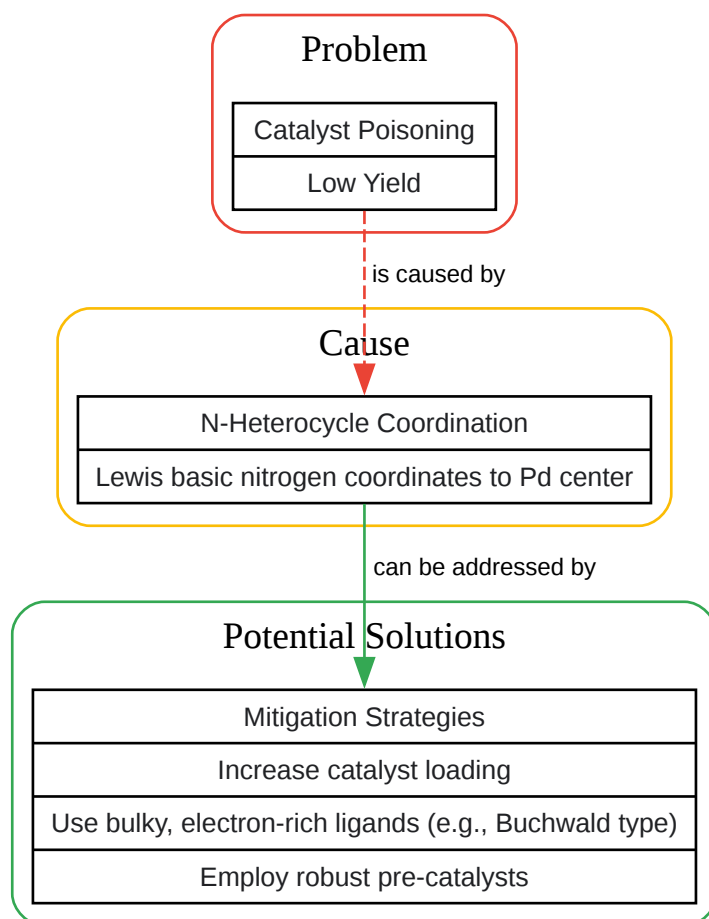 Problem
Catalyst Poisoning
Low Yield
is caused by
Cause
N-Heterocycle Coordination
Lewis basic nitrogen coordinates to Pd center
can be addressed by
Potential Solutions
Mitigation Strategies
Increase catalyst loading
Use bulky, electron-rich ligands (e.g., Buchwald type)
Employ robust pre-catalysts